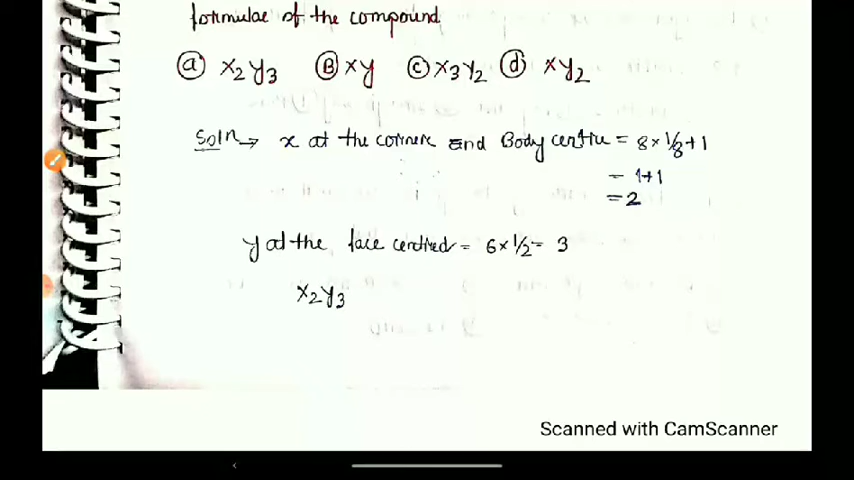 formulae of the compound
(a) X2Y3 (B) XY (C) X3Y2 (d) XY2
Soln → X at the corners and Body centre = 8 × 1/8 + 1
= 1+1
= 2
Y at the face centred = 6 × 1/2 = 3
X2Y3
Scanned with CamScanner